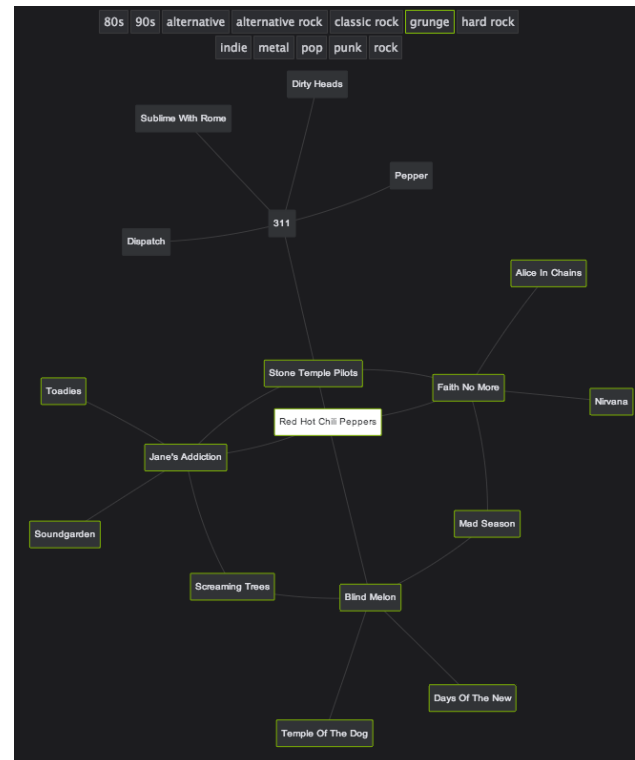 80s 90s alternative alternative rock classic rock grunge hard rock
indie metal pop punk rock
Dirty Heads
Sublime With Rome
Pepper
311
Dispatch
Alice In Chains
Stone Temple Pilots
Faith No More
Toadies
Nirvana
Red Hot Chili Peppers
Jane's Addiction
Mad Season
Soundgarden
Screaming Trees
Blind Melon
Days Of The New
Temple Of The Dog